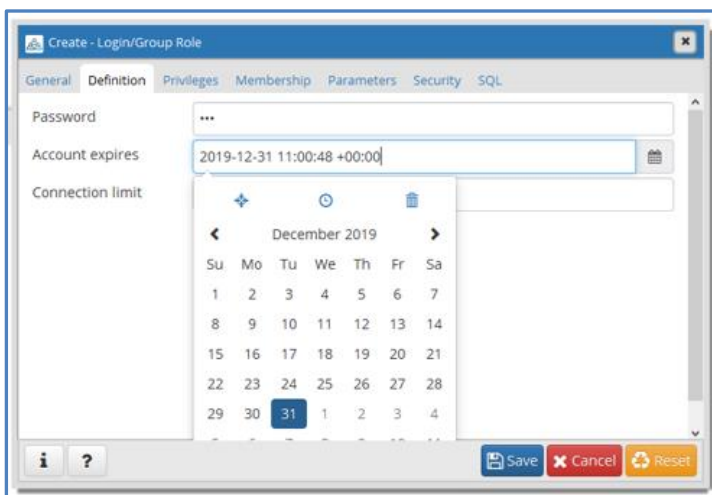 Create - Login/Group Role
General Definition Privileges Membership Parameters Security SQL
Password •••
Account expires 2019-12-31 11:00:48 +00:00
Connection limit
December 2019
Su Mo Tu We Th Fr Sa
1 2 3 4 5 6 7
8 9 10 11 12 13 14
15 16 17 18 19 20 21
22 23 24 25 26 27 28
29 30 31 1 2 3 4
i ? Save Cancel Reset